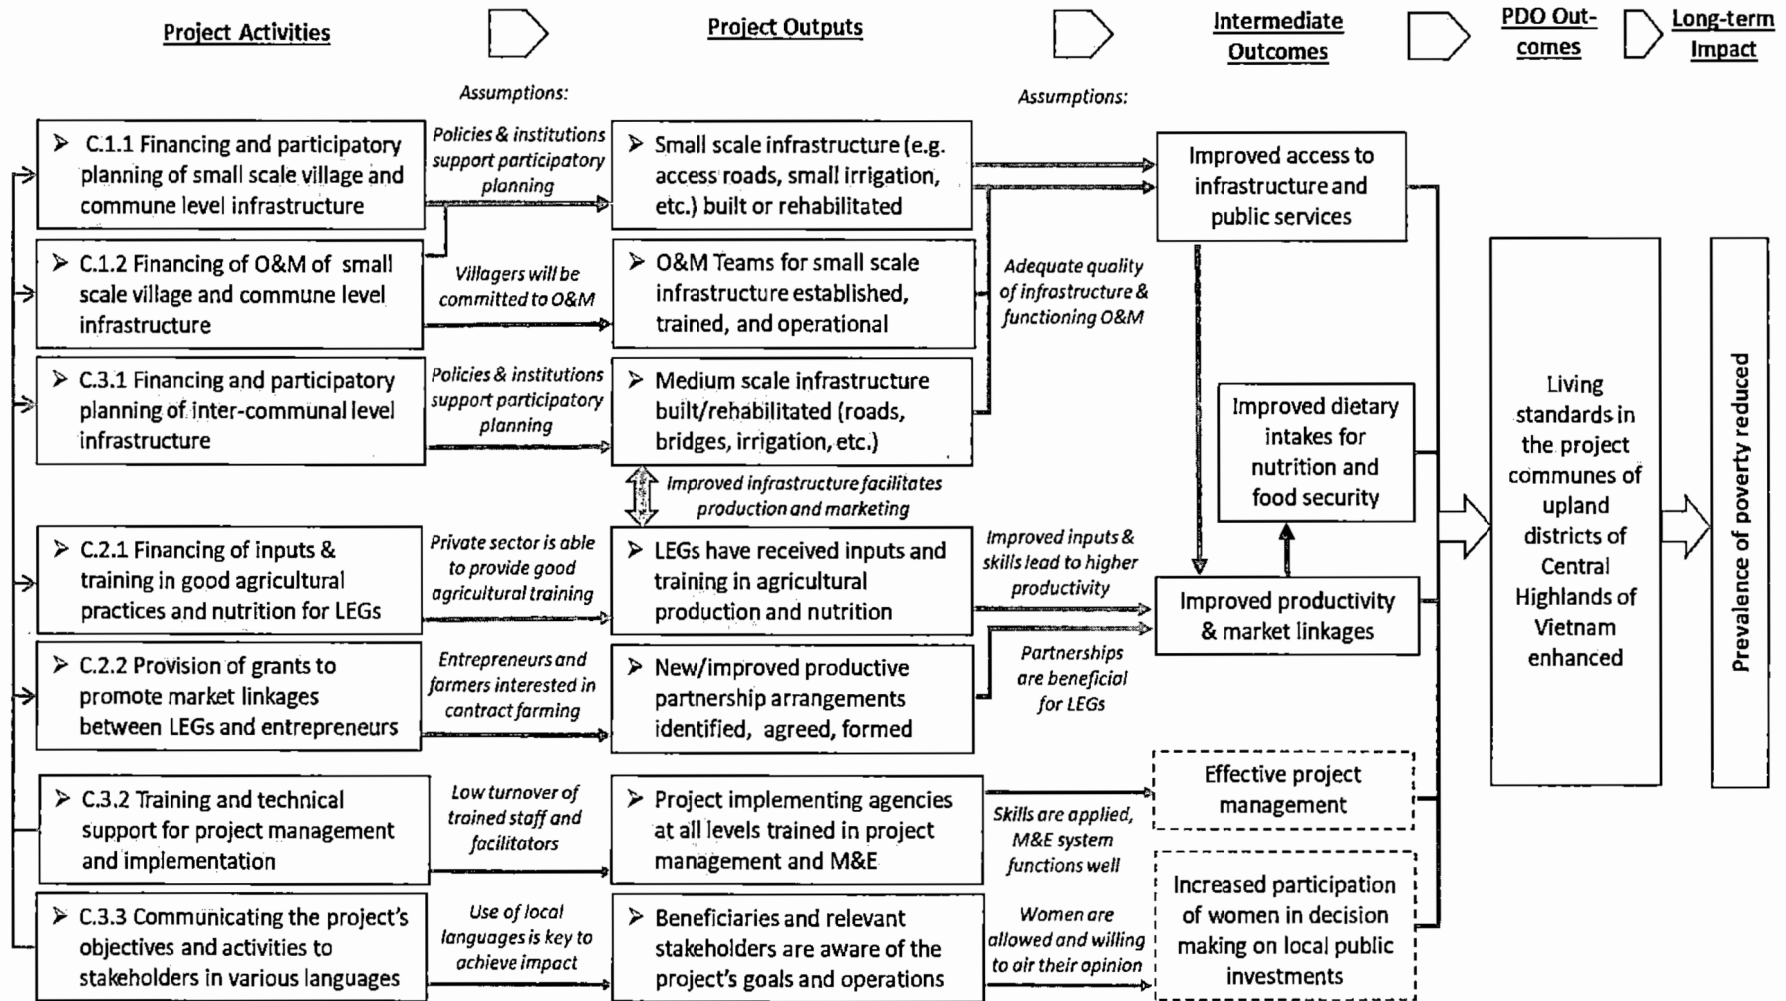 Project Activities
Project Outputs
Intermediate
Outcomes
PDO Out-
comes
Long-term
Impact
Assumptions:
Assumptions:
➤ C.1.1 Financing and participatory
planning of small scale village and
commune level infrastructure
Policies & institutions
support participatory
planning
➤ Small scale infrastructure (e.g.
access roads, small irrigation,
etc.) built or rehabilitated
Improved access to
infrastructure and
public services
➤ C.1.2 Financing of O&M of small
scale village and commune level
infrastructure
Villagers will be
committed to O&M
➤ O&M Teams for small scale
infrastructure established,
trained, and operational
Adequate quality
of infrastructure &
functioning O&M
➤ C.3.1 Financing and participatory
planning of inter-communal level
infrastructure
Policies & institutions
support participatory
planning
➤ Medium scale infrastructure
built/rehabilitated (roads,
bridges, irrigation, etc.)
Improved dietary
intakes for
nutrition and
food security
Living
standards in
the project
communes of
upland
districts of
Central
Highlands of
Vietnam
enhanced
Prevalence of poverty reduced
Improved infrastructure facilitates
production and marketing
➤ C.2.1 Financing of inputs &
training in good agricultural
practices and nutrition for LEGs
Private sector is able
to provide good
agricultural training
➤ LEGs have received inputs and
training in agricultural
production and nutrition
Improved inputs &
skills lead to higher
productivity
Improved productivity
& market linkages
➤ C.2.2 Provision of grants to
promote market linkages
between LEGs and entrepreneurs
Entrepreneurs and
farmers interested in
contract farming
➤ New/improved productive
partnership arrangements
identified, agreed, formed
Partnerships
are beneficial
for LEGs
➤ C.3.2 Training and technical
support for project management
and implementation
Low turnover of
trained staff and
facilitators
➤ Project implementing agencies
at all levels trained in project
management and M&E
Skills are applied,
M&E system
functions well
Effective project
management
➤ C.3.3 Communicating the project's
objectives and activities to
stakeholders in various languages
Use of local
languages is key to
achieve impact
➤ Beneficiaries and relevant
stakeholders are aware of the
project's goals and operations
Women are
allowed and willing
to air their opinion
Increased participation
of women in decision
making on local public
investments